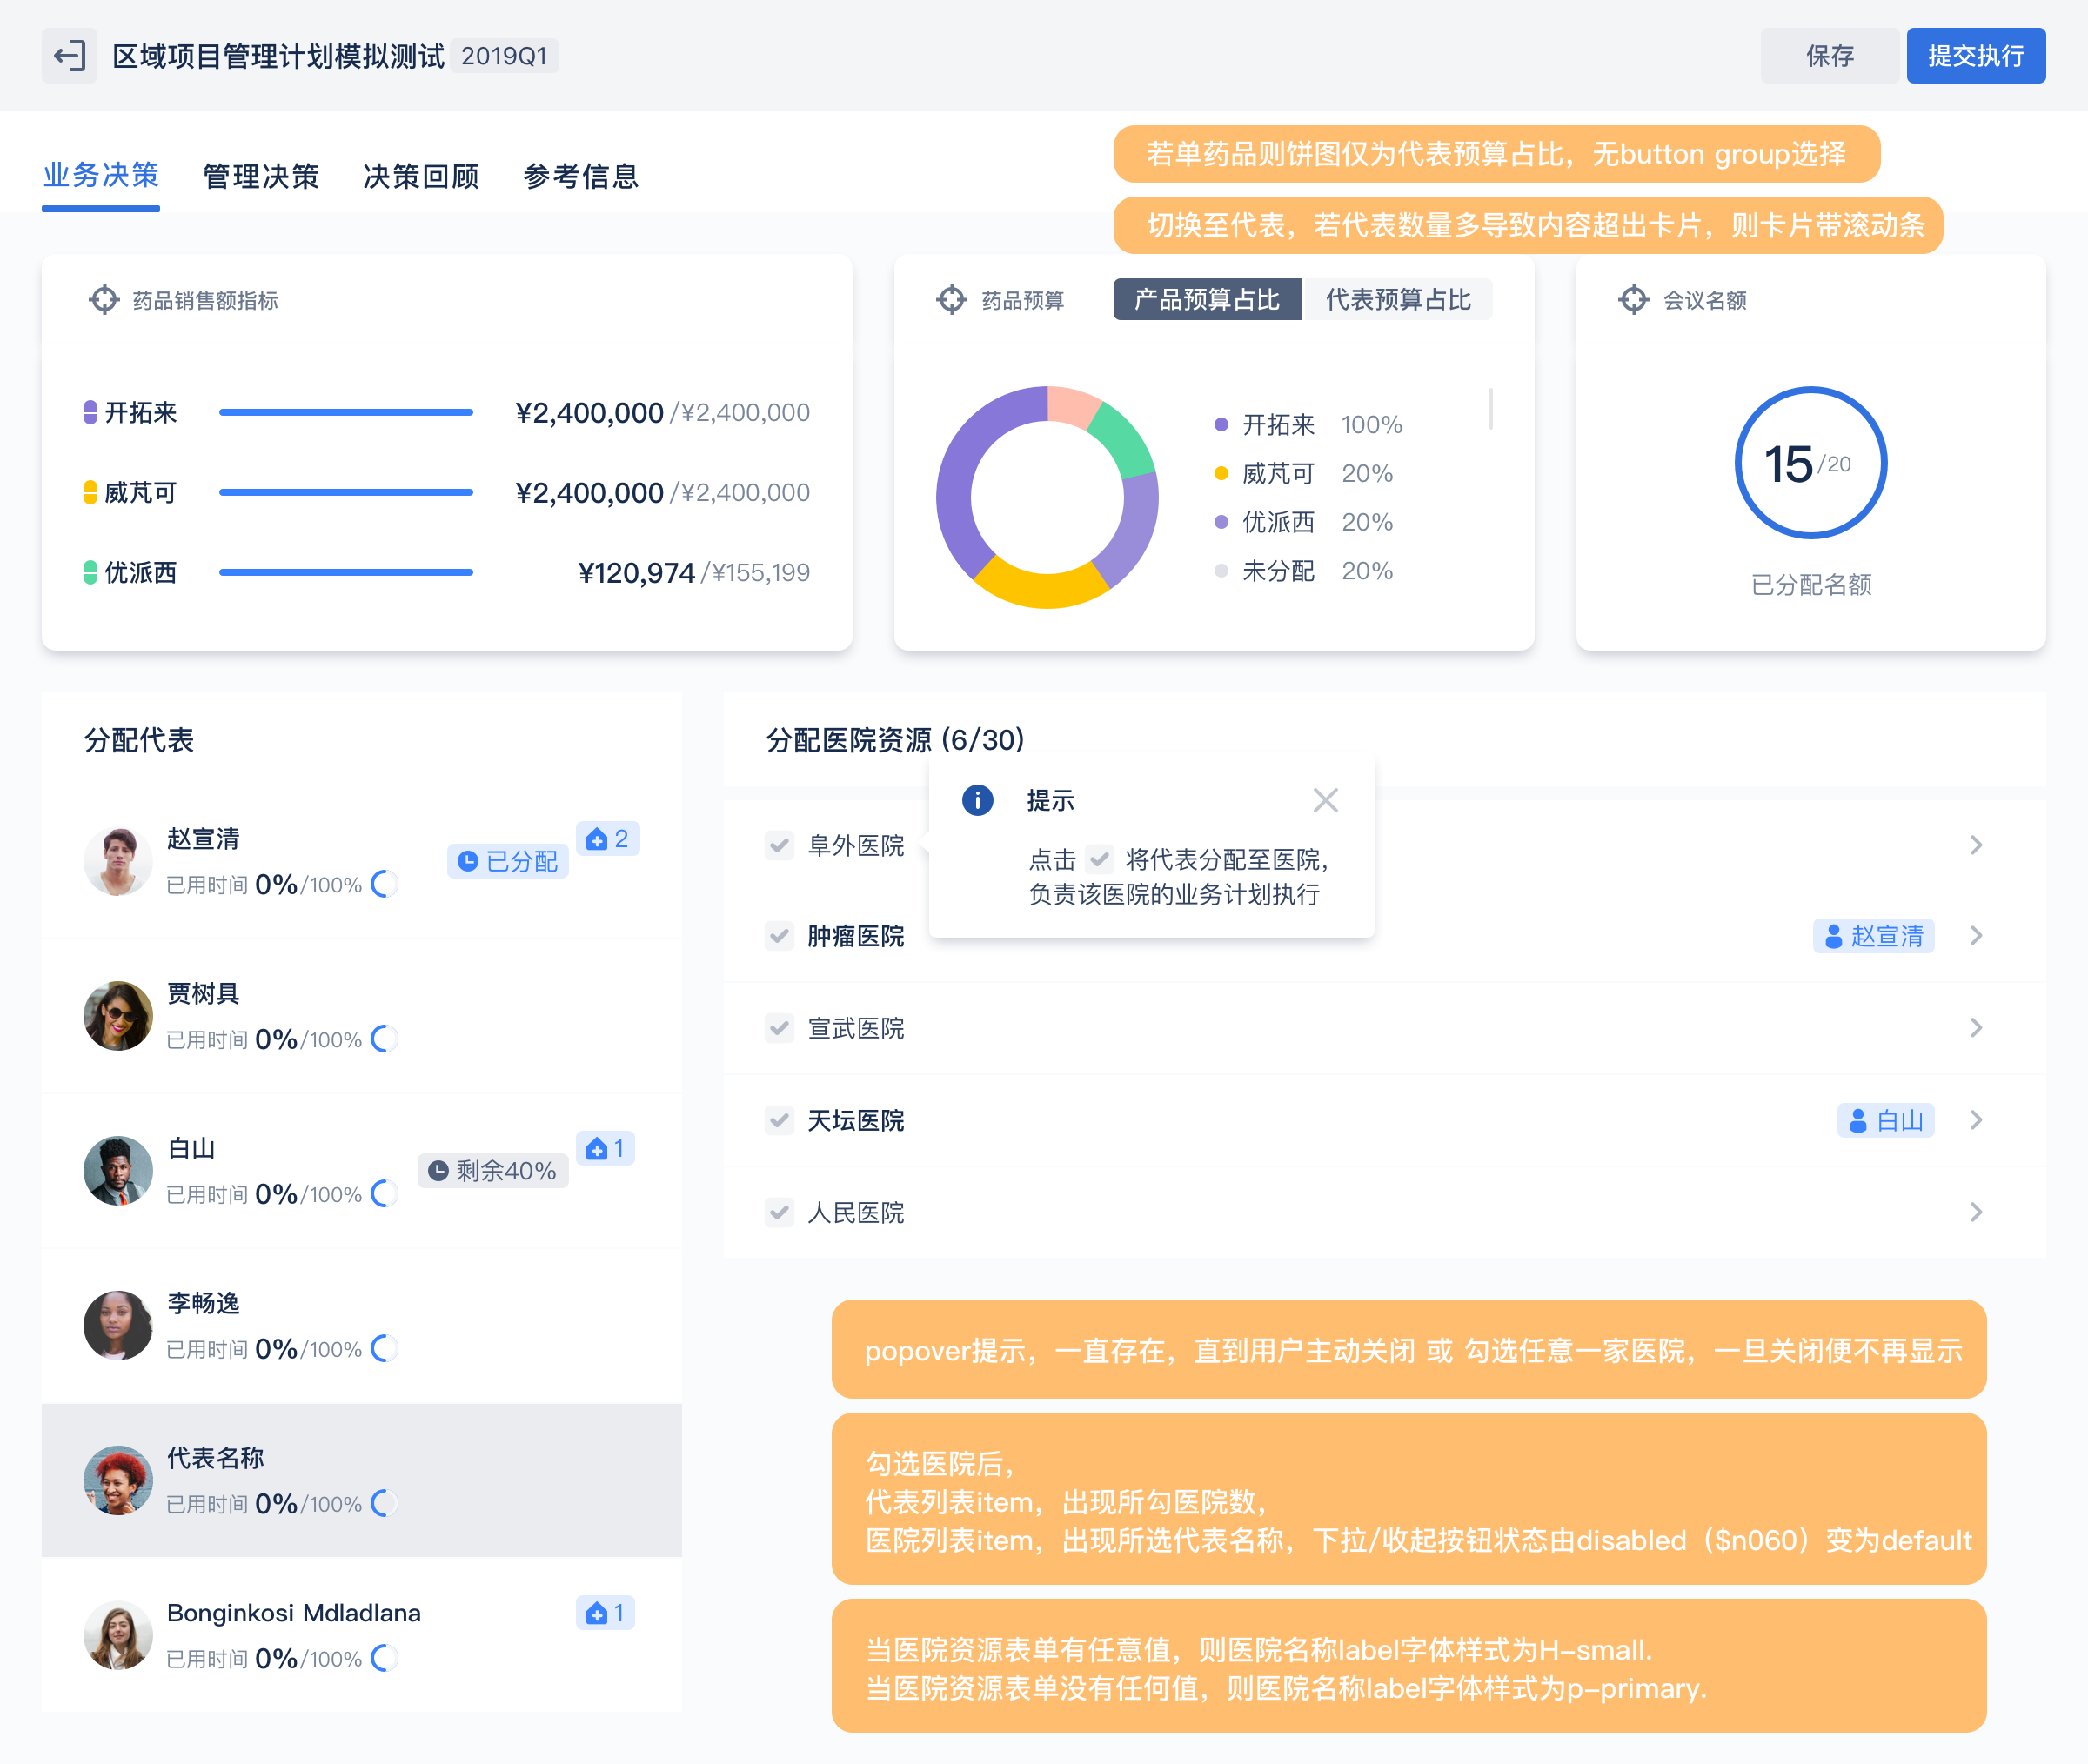 区域项目管理计划模拟测试 2019Q1
保存
提交执行
业务决策 管理决策 决策回顾 参考信息
若单药品则饼图仅为代表预算占比，无button group选择
切换至代表，若代表数量多导致内容超出卡片，则卡片带滚动条
药品销售额指标
开拓来 ¥2,400,000/¥2,400,000
威芃可 ¥2,400,000/¥2,400,000
优派西 ¥120,974/¥155,199
药品预算
产品预算占比 代表预算占比
开拓来 100%
威芃可 20%
优派西 20%
未分配 20%
会议名额
15/20
已分配名额
分配代表
赵宣清
已用时间 0%/100%
已分配
2
贾树具
已用时间 0%/100%
白山
已用时间 0%/100%
剩余40%
1
李畅逸
已用时间 0%/100%
代表名称
已用时间 0%/100%
Bonginkosi Mdladlana
已用时间 0%/100%
1
分配医院资源 (6/30)
阜外医院
提示
点击 将代表分配至医院，
负责该医院的业务计划执行
肿瘤医院 赵宣清
宣武医院
天坛医院 白山
人民医院
popover提示，一直存在，直到用户主动关闭 或 勾选任意一家医院，一旦关闭便不再显示
勾选医院后，
代表列表item，出现所勾医院数，
医院列表item，出现所选代表名称，下拉/收起按钮状态由disabled（$n060）变为default
当医院资源表单有任意值，则医院名称label字体样式为H-small.
当医院资源表单没有任何值，则医院名称label字体样式为p-primary.